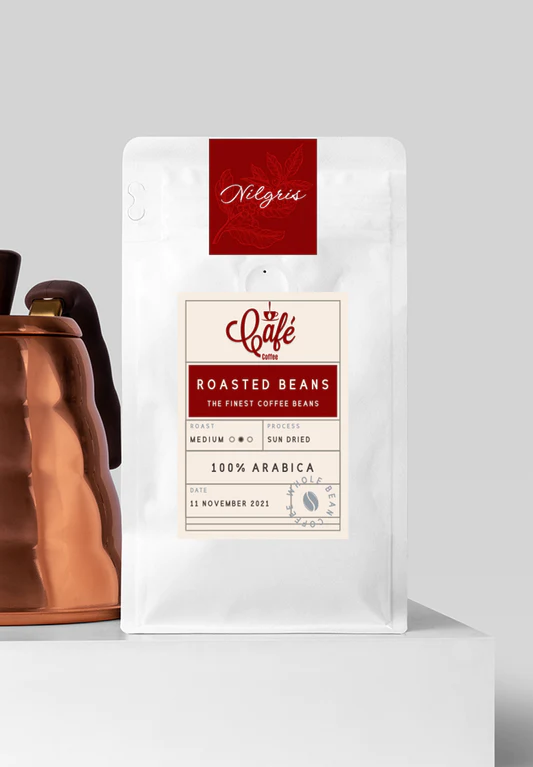 Nilgris
Café
Coffee
ROASTED BEANS
THE FINEST COFFEE BEANS
ROAST
PROCESS
MEDIUM
SUN DRIED
100% ARABICA
DATE
11 NOVEMBER 2021
WHOLE BEAN COFFEE